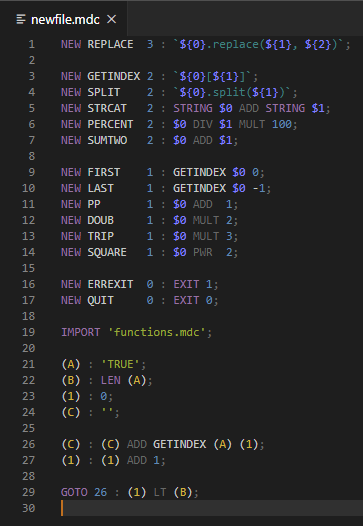 newfile.mdc ×
1 NEW REPLACE 3 : `${0}.replace(${1}, ${2})`;
2
3 NEW GETINDEX 2 : `${0}[${1}]`;
4 NEW SPLIT 2 : `${0}.split(${1})`;
5 NEW STRCAT 2 : STRING $0 ADD STRING $1;
6 NEW PERCENT 2 : $0 DIV $1 MULT 100;
7 NEW SUMTWO 2 : $0 ADD $1;
8
9 NEW FIRST 1 : GETINDEX $0 0;
10 NEW LAST 1 : GETINDEX $0 -1;
11 NEW PP 1 : $0 ADD 1;
12 NEW DOUB 1 : $0 MULT 2;
13 NEW TRIP 1 : $0 MULT 3;
14 NEW SQUARE 1 : $0 PWR 2;
15
16 NEW ERREXIT 0 : EXIT 1;
17 NEW QUIT 0 : EXIT 0;
18
19 IMPORT 'functions.mdc';
20
21 (A) : 'TRUE';
22 (B) : LEN (A);
23 (1) : 0;
24 (C) : '';
25
26 (C) : (C) ADD GETINDEX (A) (1);
27 (1) : (1) ADD 1;
28
29 GOTO 26 : (1) LT (B);
30